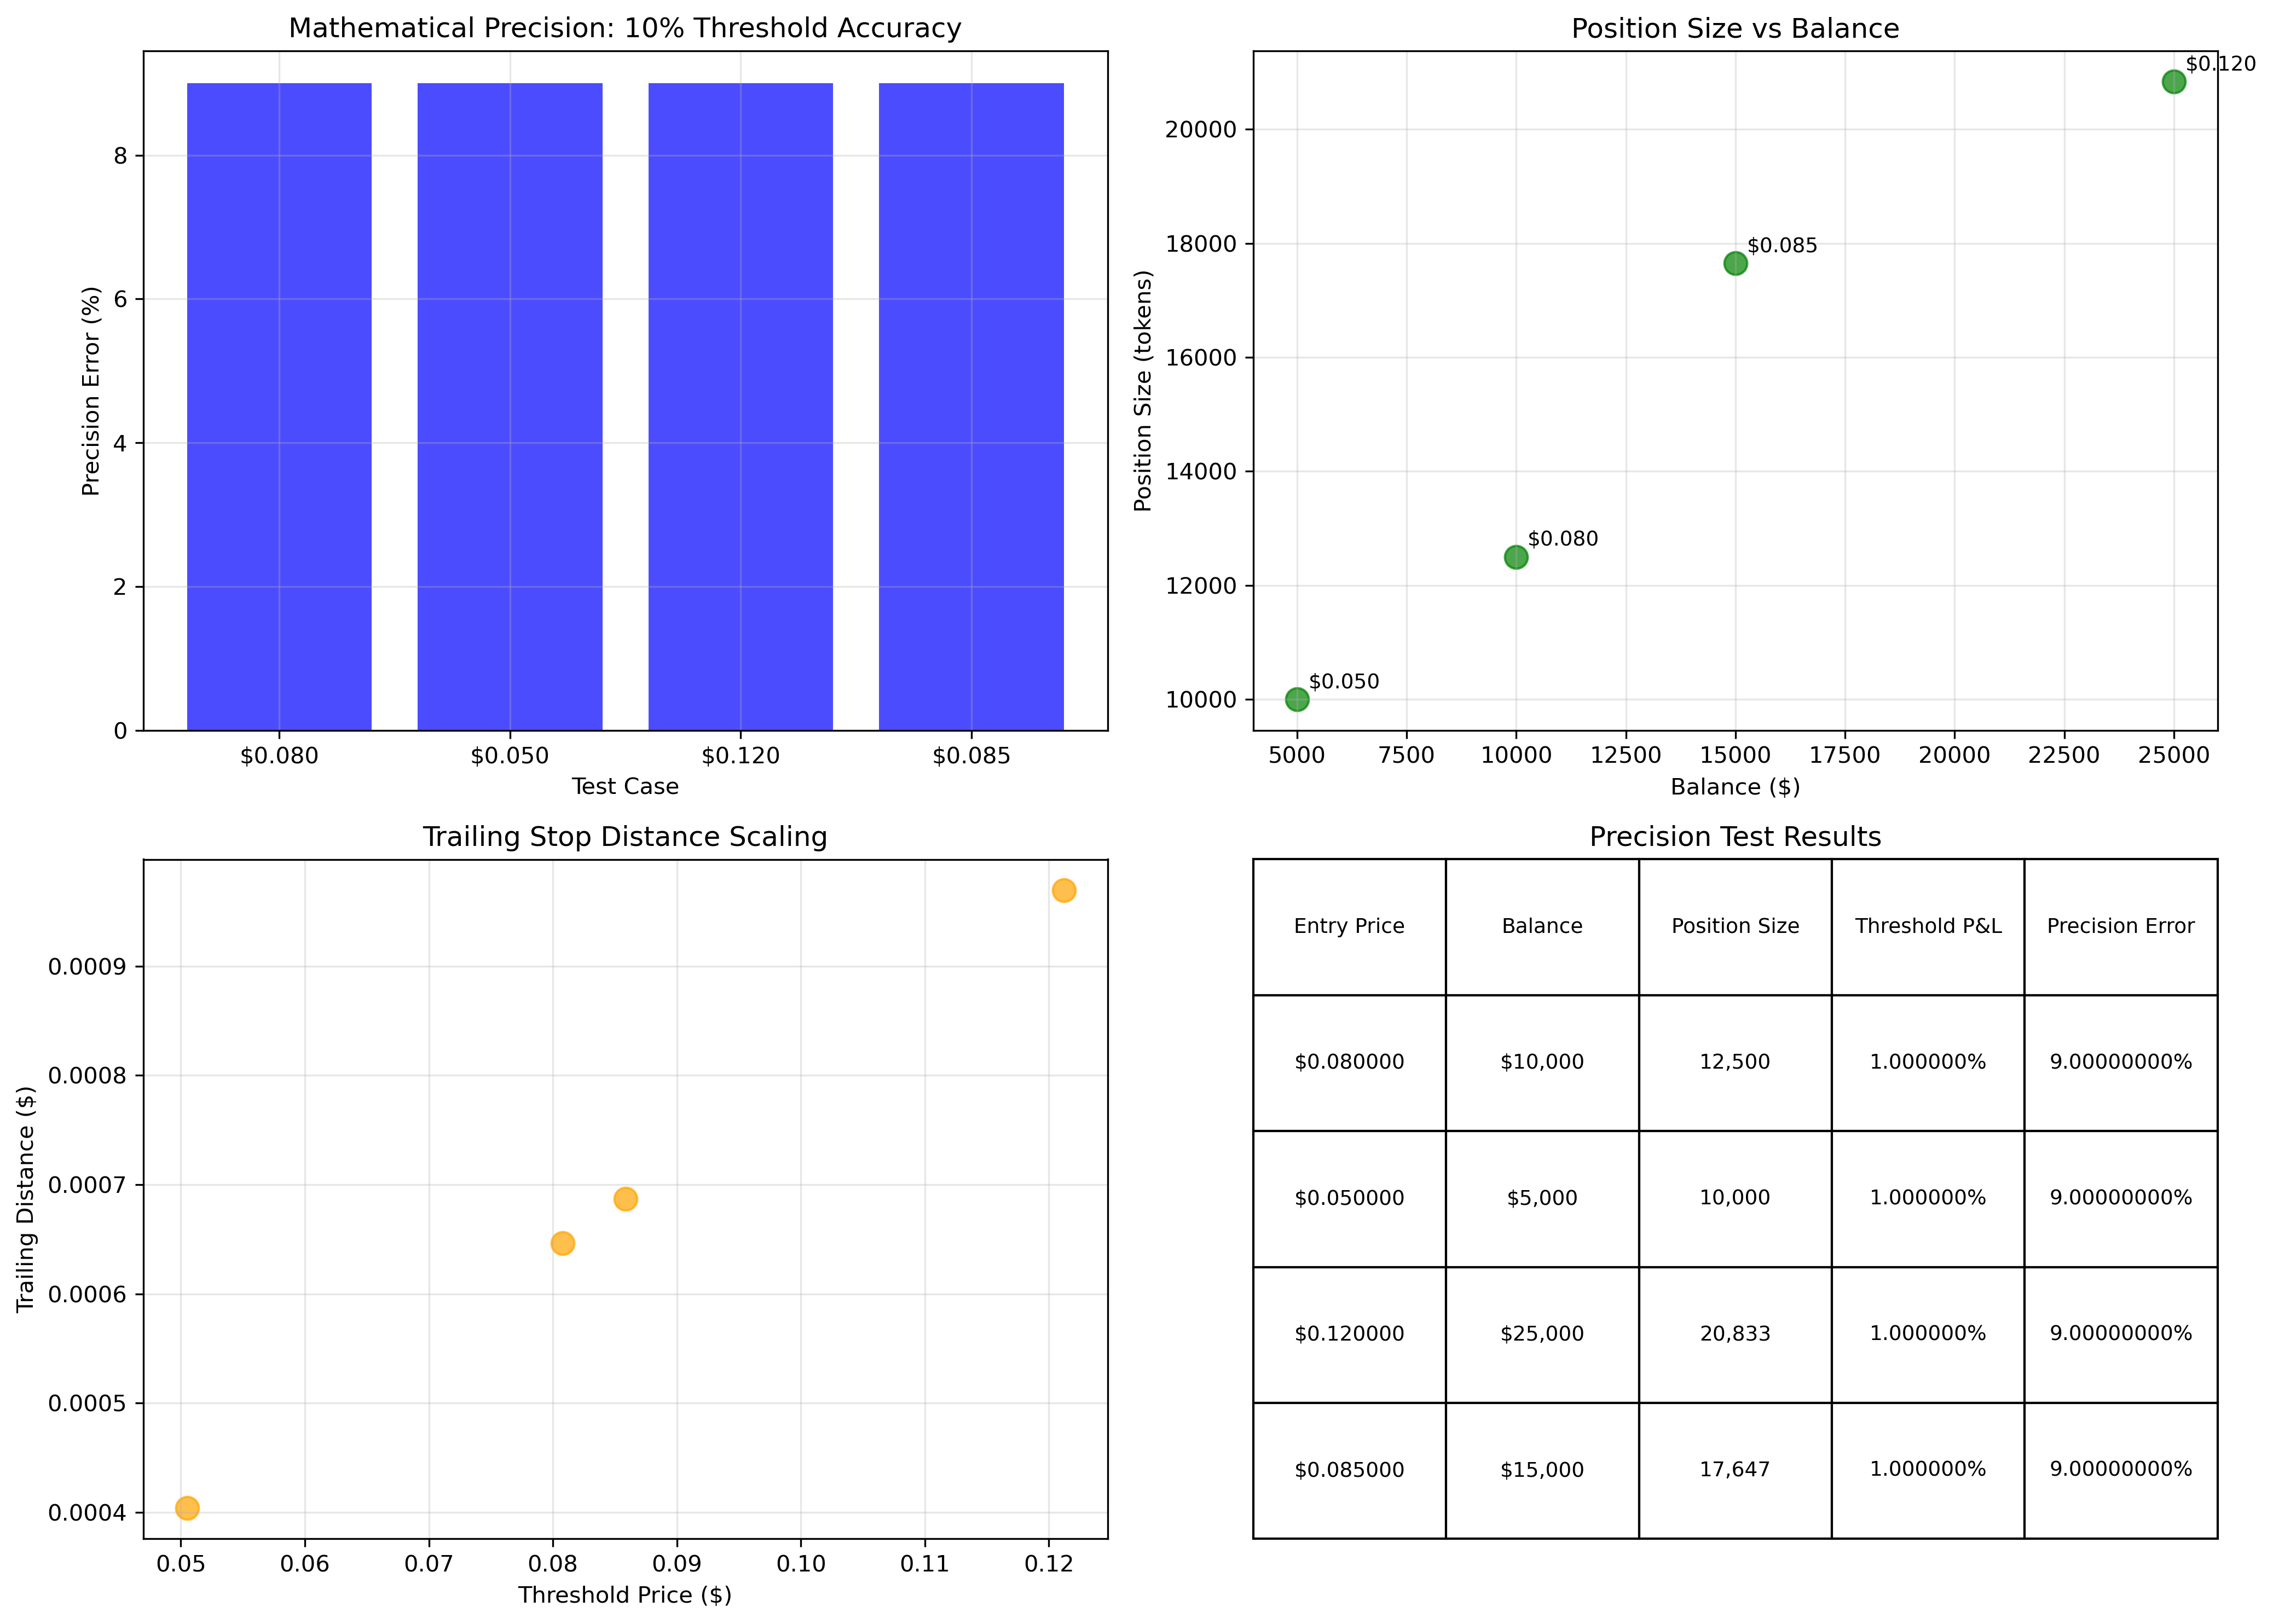 Mathematical Precision: 10% Threshold Accuracy
Precision Error (%)
8
6
4
2
0
$0.080 $0.050 $0.120 $0.085
Test Case
Position Size vs Balance
Position Size (tokens)
20000
18000
16000
14000
12000
10000
$0.120
$0.085
$0.080
$0.050
5000 7500 10000 12500 15000 17500 20000 22500 25000
Balance ($)
Trailing Stop Distance Scaling
Trailing Distance ($)
0.0009
0.0008
0.0007
0.0006
0.0005
0.0004
0.05 0.06 0.07 0.08 0.09 0.10 0.11 0.12
Threshold Price ($)
Precision Test Results
Entry Price Balance Position Size Threshold P&L Precision Error
$0.080000 $10,000 12,500 1.000000% 9.00000000%
$0.050000 $5,000 10,000 1.000000% 9.00000000%
$0.120000 $25,000 20,833 1.000000% 9.00000000%
$0.085000 $15,000 17,647 1.000000% 9.00000000%